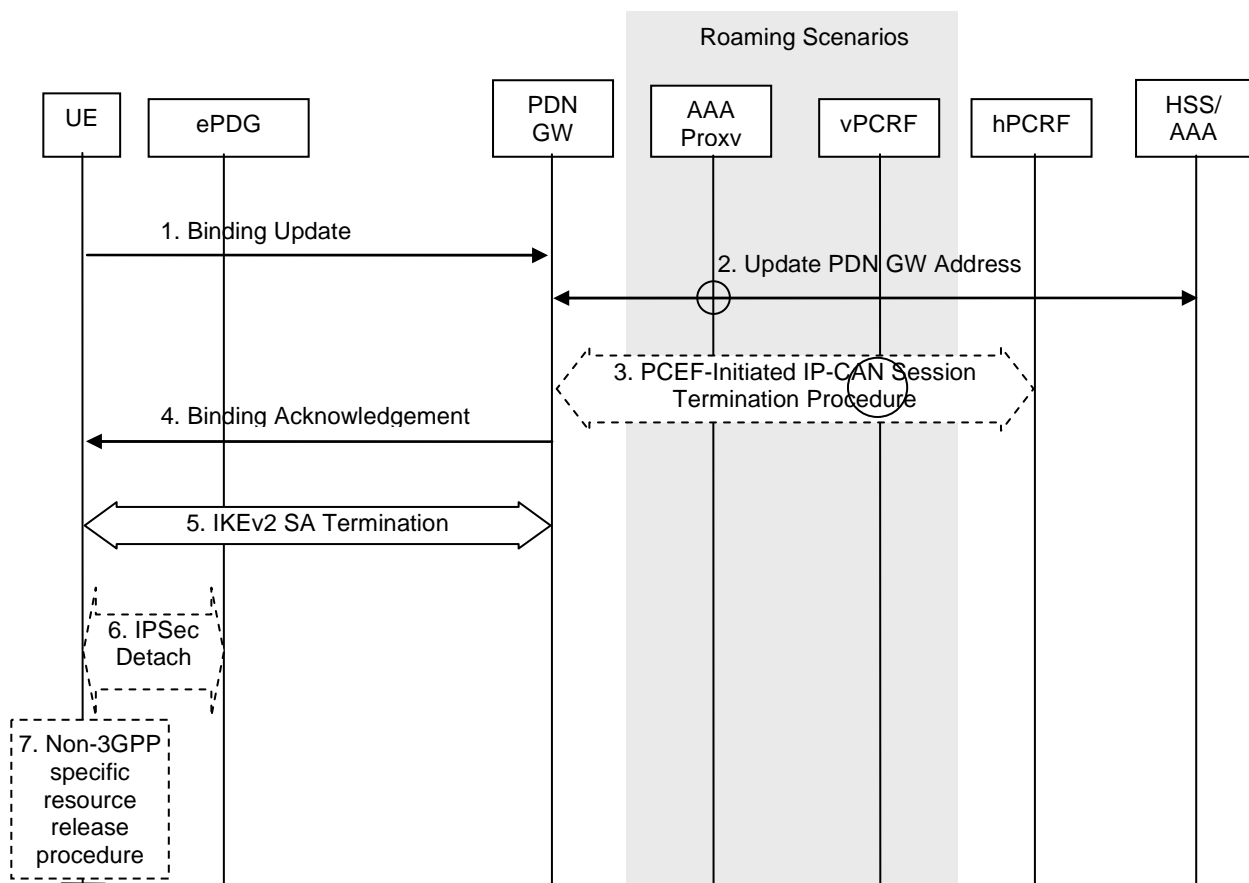 Roaming Scenarios
UE
ePDG
PDN
GW
AAA
Proxy
vPCRF
hPCRF
HSS/
AAA
1. Binding Update
2. Update PDN GW Address
3. PCEF-Initiated IP-CAN Session
Termination Procedure
4. Binding Acknowledgement
5. IKEv2 SA Termination
6. IPSec
Detach
7. Non-3GPP
specific
resource
release
procedure